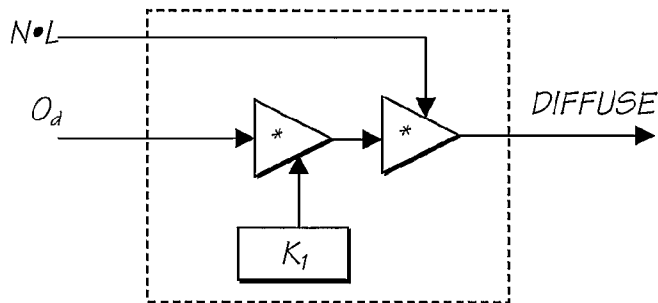 N•L
O_d
DIFFUSE
*
*
K_1